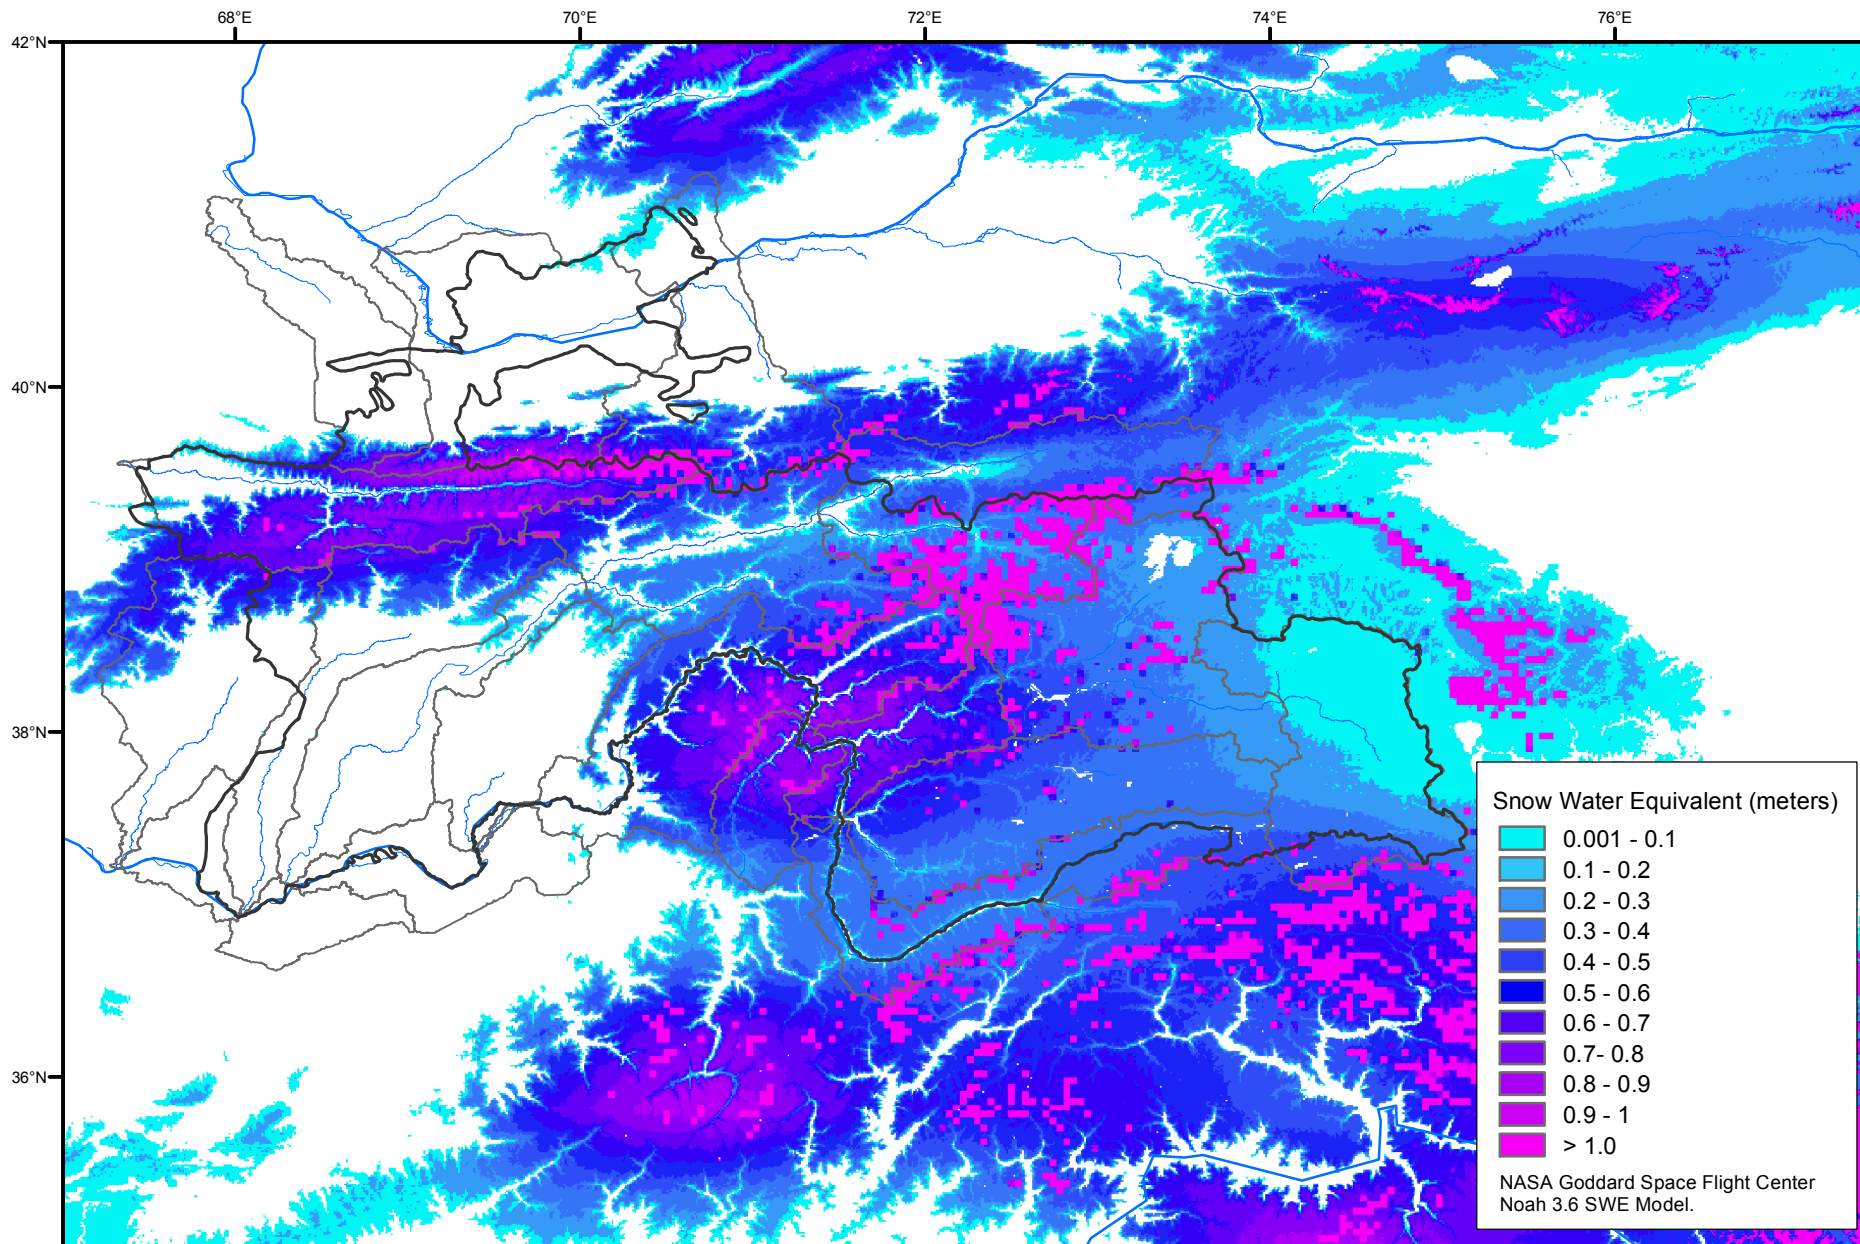 68°E
70°E
72°E
74°E
76°E
42°N
40°N
38°N
36°N
Snow Water Equivalent (meters)
0.001 - 0.1
0.1 - 0.2
0.2 - 0.3
0.3 - 0.4
0.4 - 0.5
0.5 - 0.6
0.6 - 0.7
0.7- 0.8
0.8 - 0.9
0.9 - 1
> 1.0
NASA Goddard Space Flight Center
Noah 3.6 SWE Model.